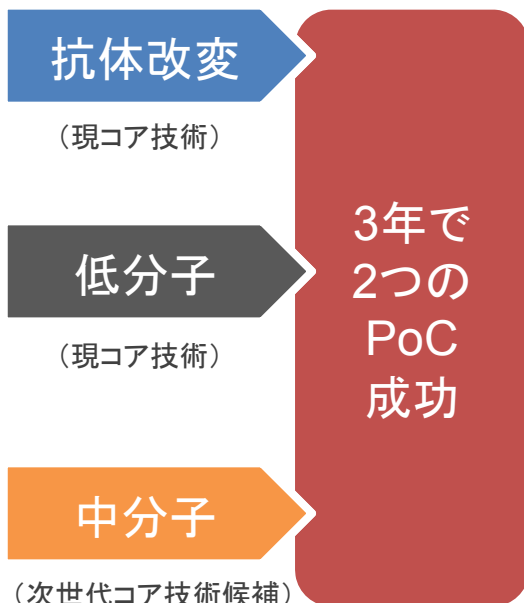 抗体改変
（現コア技術）
低分子
（現コア技術）
中分子
（次世代コア技術候補）
3年で
2つの
PoC
成功